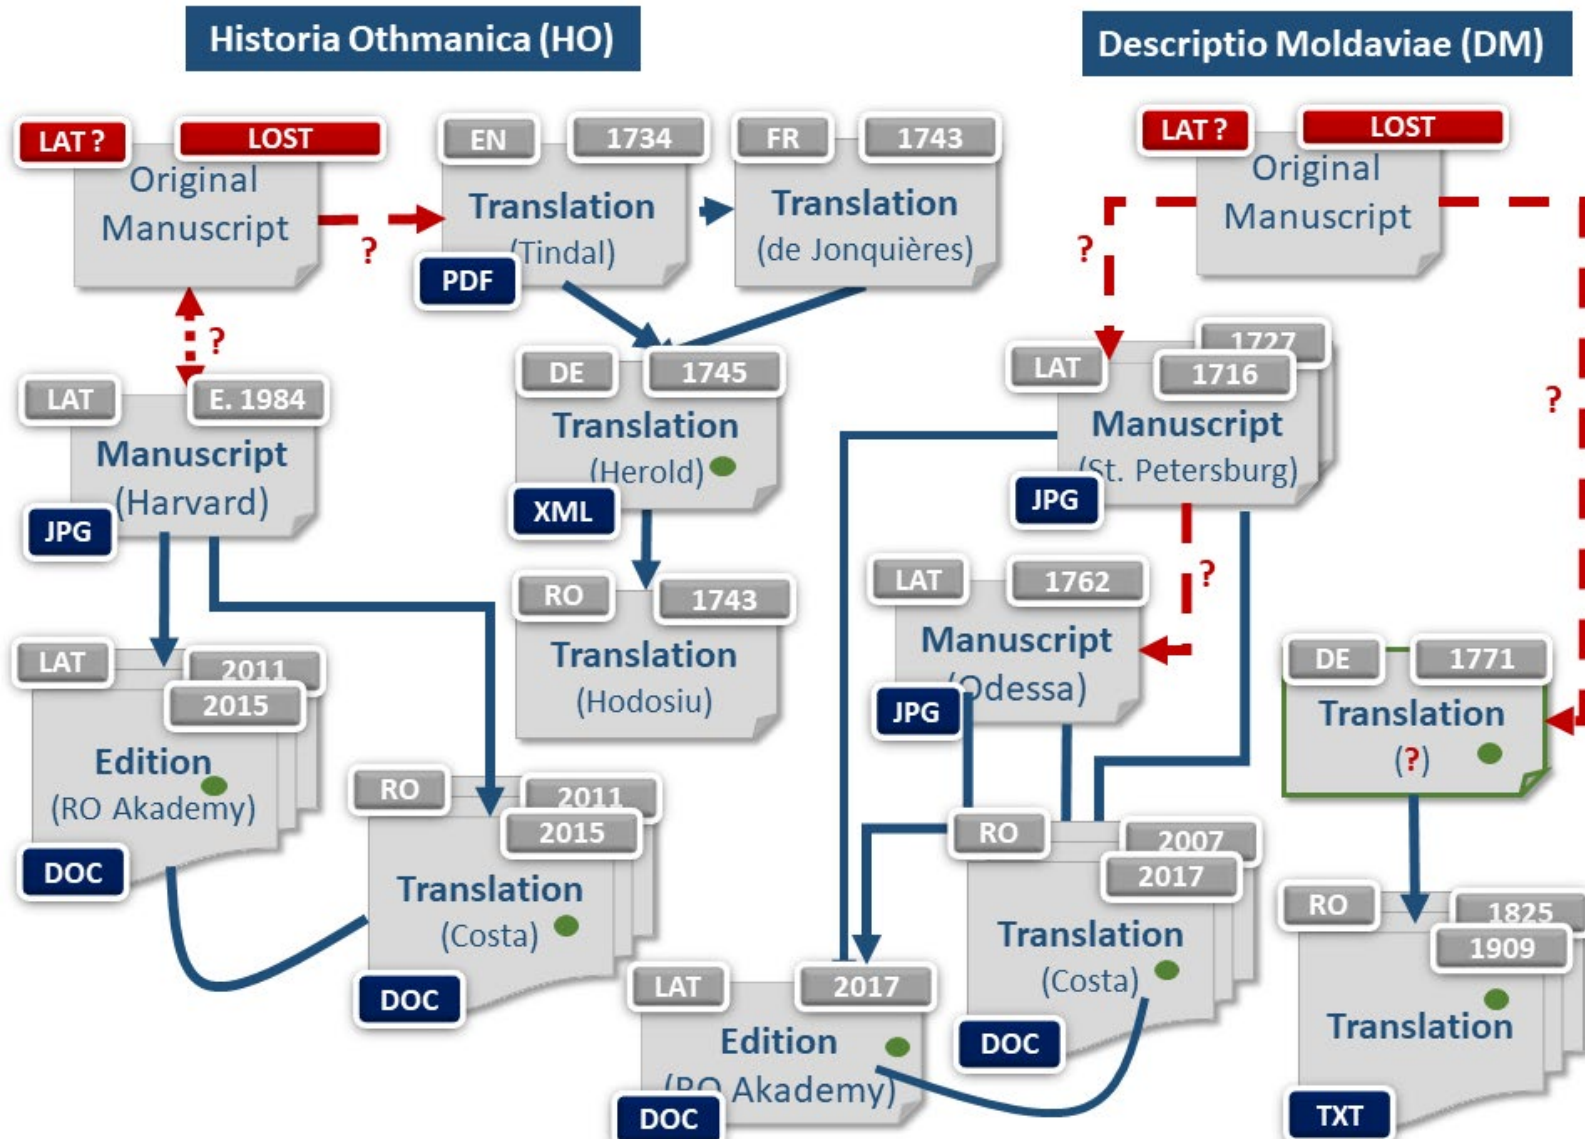 Historia Othmanica (HO)
Descriptio Moldaviae (DM)
LAT ?
LOST
Original
Manuscript
?
EN
1734
Translation
(Tindal)
PDF
FR
1743
Translation
(de Jonquières)
LAT ?
LOST
Original
Manuscript
?
?
?
LAT
E. 1984
Manuscript
(Harvard)
JPG
DE
1745
Translation
(Herold)
XML
LAT
1727
1716
Manuscript
(St. Petersburg)
JPG
?
RO
1743
Translation
(Hodosiu)
LAT
1762
Manuscript
(Odessa)
JPG
DE
1771
Translation
(?)
LAT
2011
2015
Edition
(RO Akademy)
DOC
RO
2011
2015
Translation
(Costa)
DOC
LAT
2017
Edition
(RO Akademy)
DOC
RO
2007
2017
Translation
(Costa)
DOC
RO
1825
1909
Translation
TXT